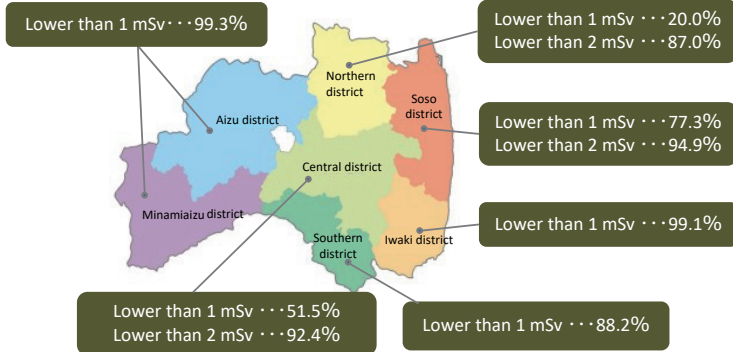 Lower than 1 mSv ･･･99.3%
Lower than 1 mSv ･･･20.0%
Lower than 2 mSv ･･･87.0%
Northern
district
Soso
district
Aizu district
Lower than 1 mSv ･･･77.3%
Lower than 2 mSv ･･･94.9%
Central district
Minamiaizu district
Lower than 1 mSv ･･･99.1%
Southern
district
Iwaki district
Lower than 1 mSv ･･･51.5%
Lower than 2 mSv ･･･92.4%
Lower than 1 mSv ･･･88.2%